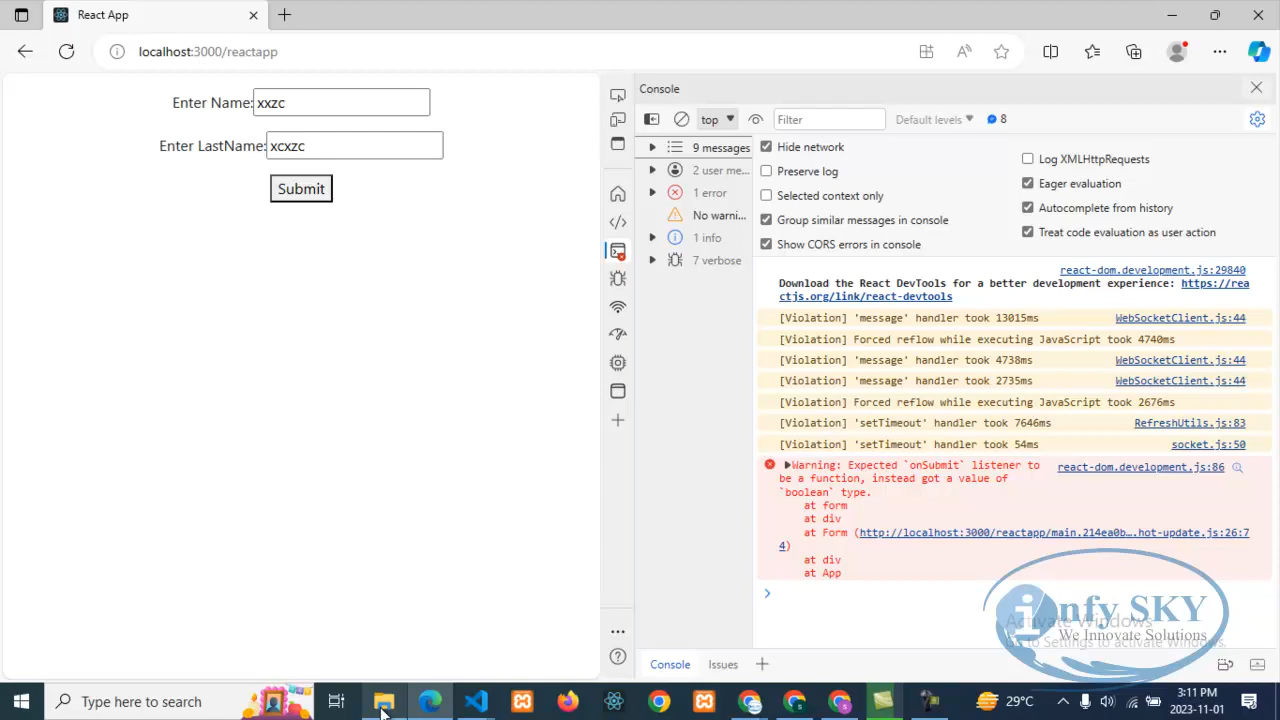 React App
localhost:3000/reactapp
Enter Name: xxzc
Enter LastName: xcxzc
Submit
Console
top
Filter
Default levels
8
9 messages
2 user me...
1 error
No warni...
1 info
7 verbose
Hide network
Preserve log
Selected context only
Group similar messages in console
Show CORS errors in console
Log XMLHttpRequests
Eager evaluation
Autocomplete from history
Treat code evaluation as user action
react-dom.development.js:29840
Download the React DevTools for a better development experience: https://rea
ctjs.org/link/react-devtools
[Violation] 'message' handler took 13015ms WebSocketClient.js:44
[Violation] Forced reflow while executing JavaScript took 4740ms
[Violation] 'message' handler took 4738ms WebSocketClient.js:44
[Violation] 'message' handler took 2735ms WebSocketClient.js:44
[Violation] Forced reflow while executing JavaScript took 2676ms
[Violation] 'setTimeout' handler took 7646ms RefreshUtils.js:83
[Violation] 'setTimeout' handler took 54ms socket.js:50
Warning: Expected `onSubmit` listener to react-dom.development.js:86
be a function, instead got a value of
`boolean` type.
at form
at div
at Form (http://localhost:3000/reactapp/main.214ea0b….hot-update.js:26:7
4)
at div
at App
Activate Windows
Go to Settings to activate Windows.
infy SKY
We Innovate Solutions
Console
Issues
Type here to search
29°C
3:11 PM
2023-11-01